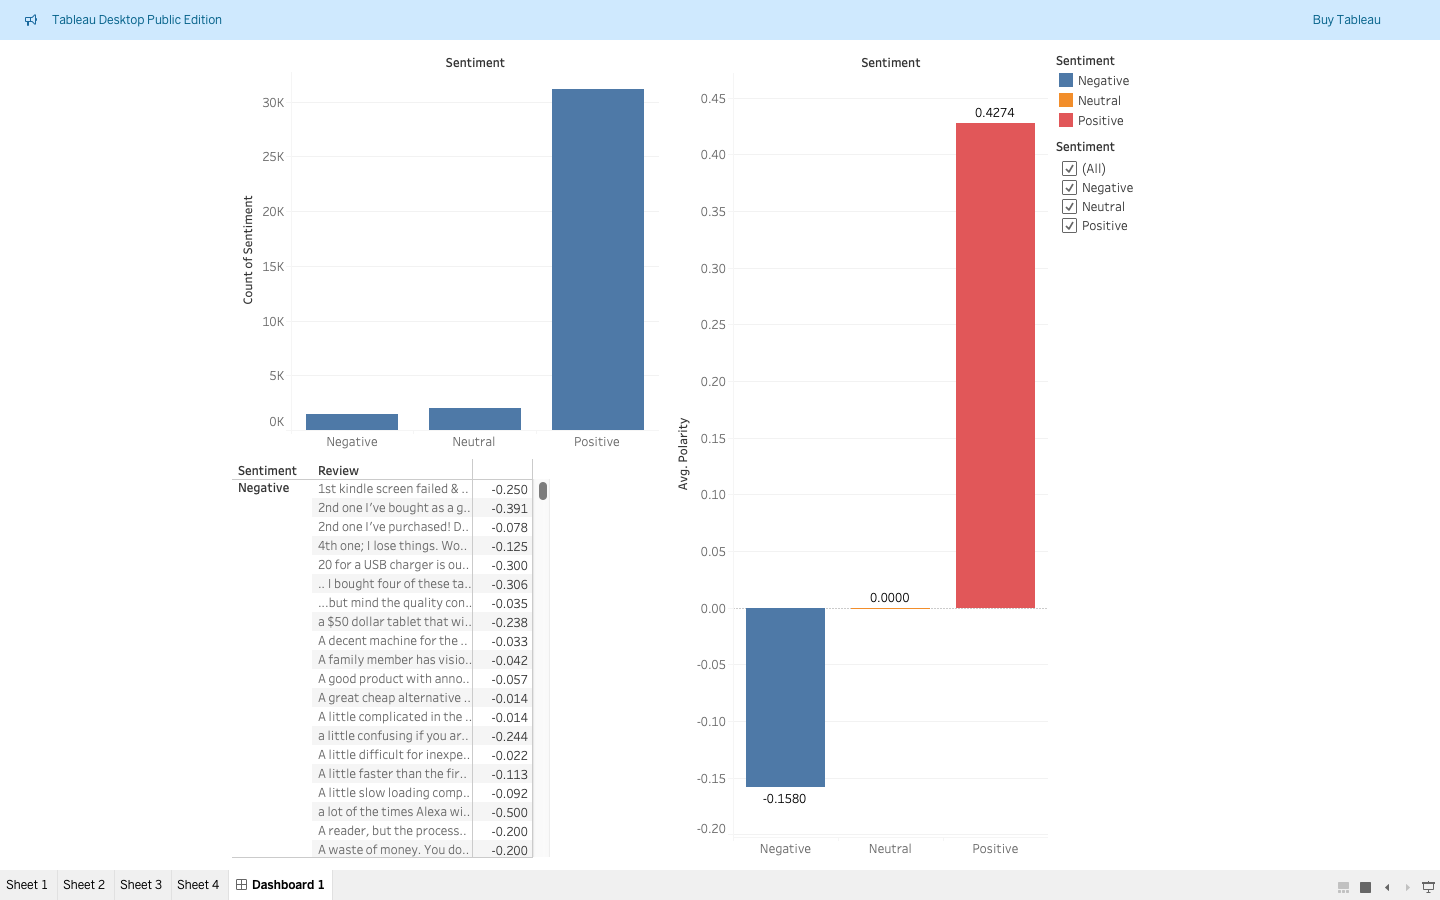 Tableau Desktop Public Edition
Buy Tableau
Sentiment
30K
25K
20K
15K
10K
5K
0K
Count of Sentiment
Negative
Neutral
Positive
Sentiment Review
Negative
1st kindle screen failed & .. -0.250
2nd one I've bought as a g.. -0.391
2nd one I've purchased! D.. -0.078
4th one; I lose things. Wo.. -0.125
20 for a USB charger is ou.. -0.300
.. I bought four of these ta.. -0.306
...but mind the quality con.. -0.035
a $50 dollar tablet that wi.. -0.238
A decent machine for the .. -0.033
A family member has visio.. -0.042
A good product with anno.. -0.057
A great cheap alternative .. -0.014
A little complicated in the .. -0.014
a little confusing if you ar.. -0.244
A little difficult for inexpe.. -0.022
A little faster than the fir.. -0.113
A little slow loading comp.. -0.092
a lot of the times Alexa wi.. -0.500
A reader, but the process.. -0.200
A waste of money. You do.. -0.200
Sentiment
0.45
0.40
0.35
0.30
0.25
0.20
0.15
0.10
0.05
0.00
-0.05
-0.10
-0.15
-0.20
Avg. Polarity
0.4274
0.0000
-0.1580
Negative
Neutral
Positive
Sentiment
Negative
Neutral
Positive
Sentiment
(All)
Negative
Neutral
Positive
Sheet 1
Sheet 2
Sheet 3
Sheet 4
Dashboard 1